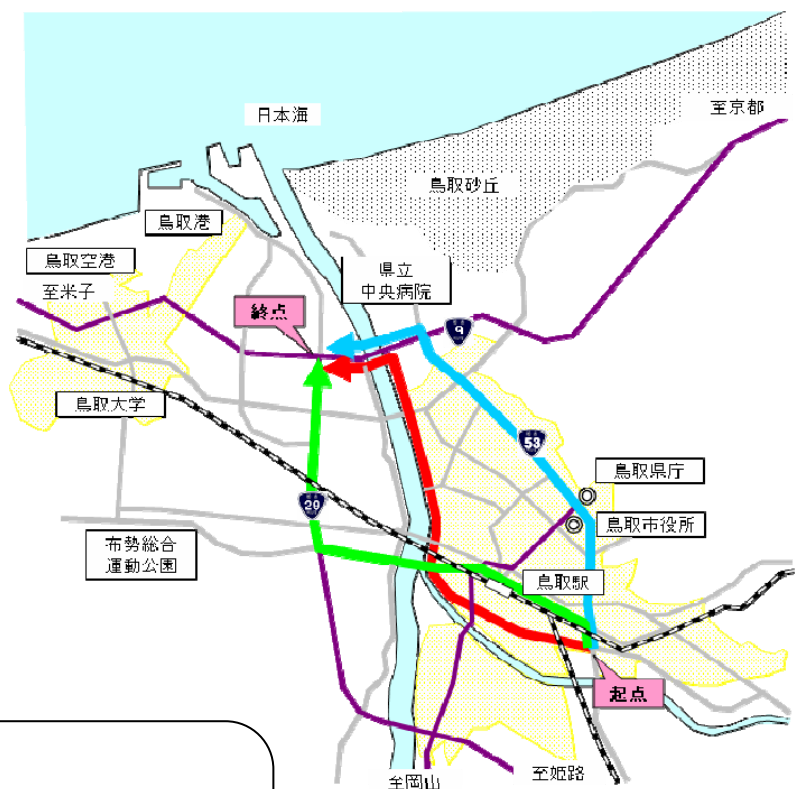 日本海
至京都
鳥取砂丘
鳥取港
鳥取空港
至米子
県立
中央病院
終点
9
鳥取大学
53
鳥取県庁
29
鳥取市役所
布勢総合
運動公園
鳥取駅
起点
至岡山
至姫路